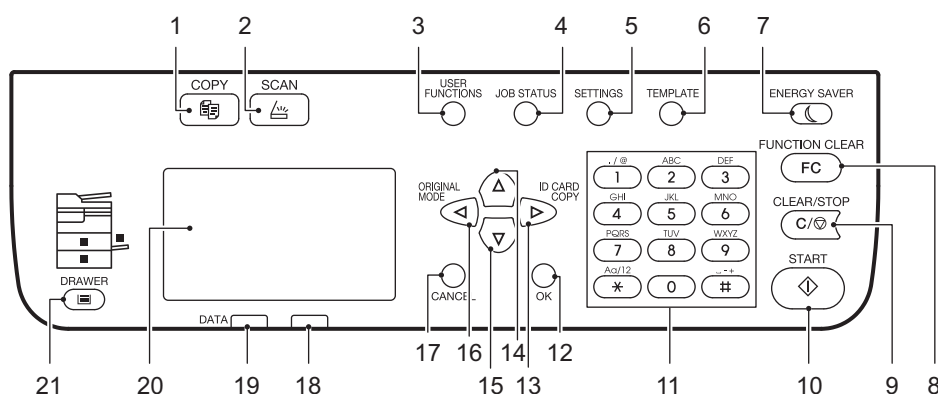 1 2 3 4 5 6 7
COPY SCAN
USER FUNCTIONS JOB STATUS SETTINGS TEMPLATE ENERGY SAVER
FUNCTION CLEAR
FC
. / @ ABC DEF
1 2 3
GHI JKL MNO
4 5 6
PQRS TUV WXYZ
7 8 9
Aa/12 ␣ - +
* 0 #
ORIGINAL MODE
ID CARD COPY
CLEAR/STOP
C/
START
DRAWER
CANCEL
OK
DATA
21 20 19 18 17 16 15 14 13 12 11 10 9 8